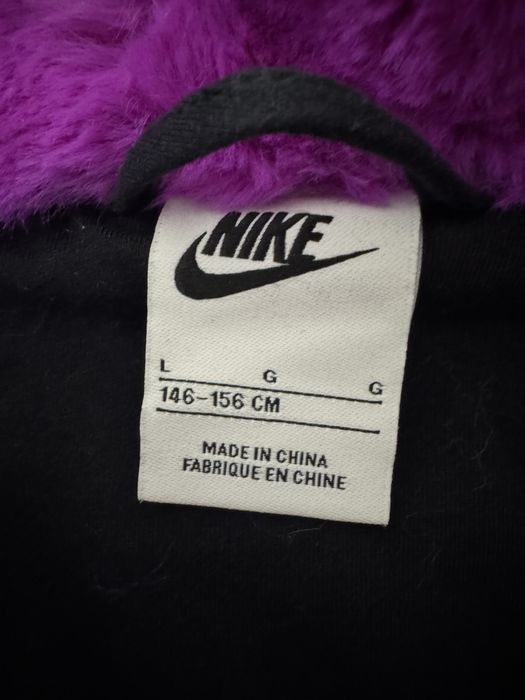 NIKE
L G G
146-156 CM
MADE IN CHINA
FABRIQUE EN CHINE